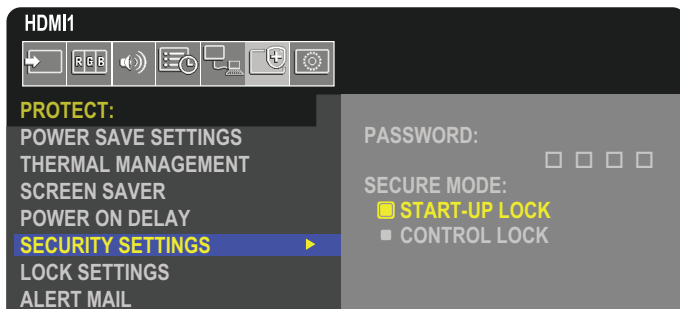 HDMI1
RGB
PROTECT:
POWER SAVE SETTINGS
THERMAL MANAGEMENT
SCREEN SAVER
POWER ON DELAY
SECURITY SETTINGS
LOCK SETTINGS
ALERT MAIL
PASSWORD:
SECURE MODE:
START-UP LOCK
CONTROL LOCK